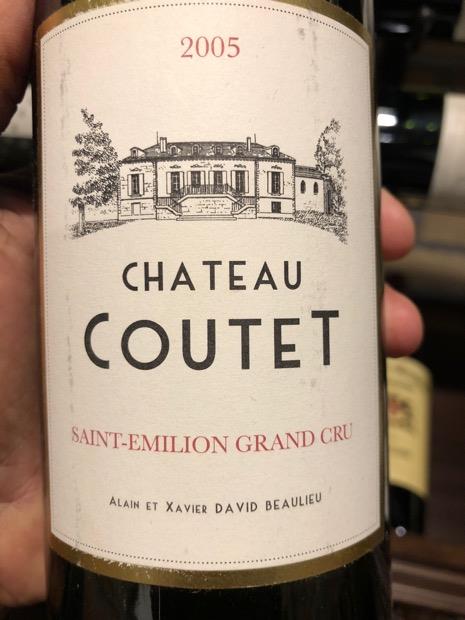 2005
CHATEAU
COUTET
SAINT-EMILION GRAND CRU
ALAIN ET XAVIER DAVID BEAULIEU